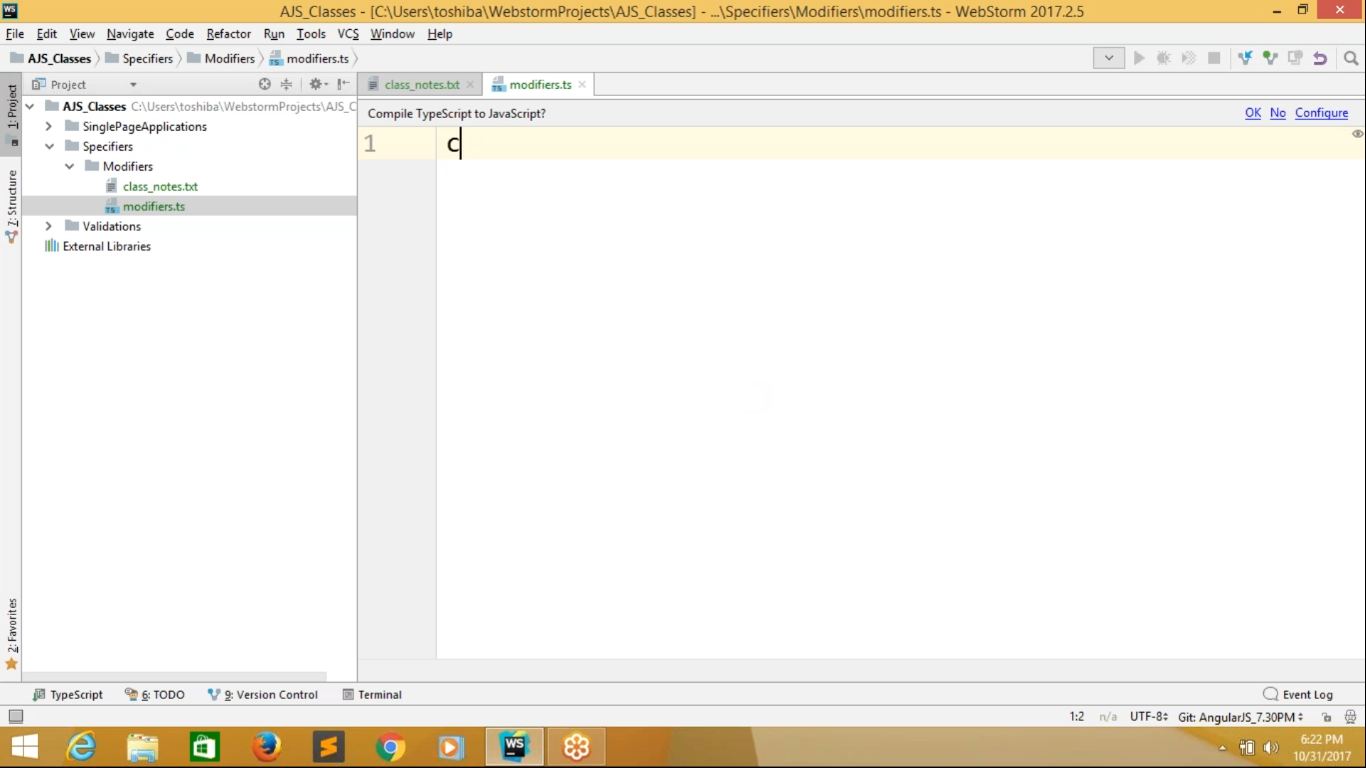 WS AJS_Classes - [C:\Users\toshiba\WebstormProjects\AJS_Classes] - ...\Specifiers\Modifiers\modifiers.ts - WebStorm 2017.2.5
File Edit View Navigate Code Refactor Run Tools VCS Window Help
AJS_Classes Specifiers Modifiers modifiers.ts
Project class_notes.txt modifiers.ts
1: Project
AJS_Classes C:\Users\toshiba\WebstormProjects\AJS_C
Compile TypeScript to JavaScript? OK No Configure
SinglePageApplications
1 c
Specifiers
Modifiers
class_notes.txt
modifiers.ts
Z: Structure
Validations
External Libraries
2: Favorites
TypeScript 6: TODO 9: Version Control Terminal Event Log
1:2 n/a UTF-8 Git: AngularJS_7.30PM
WS
6:22 PM
10/31/2017